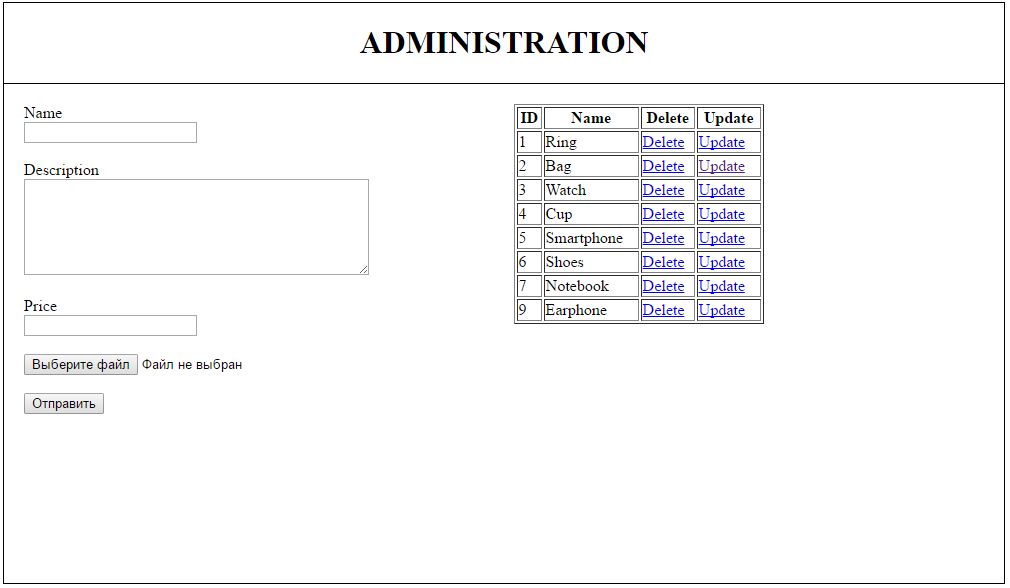 ADMINISTRATION
Name
Description
Price
Выберите файл Файл не выбран
Отправить
ID Name Delete Update
1 Ring Delete Update
2 Bag Delete Update
3 Watch Delete Update
4 Cup Delete Update
5 Smartphone Delete Update
6 Shoes Delete Update
7 Notebook Delete Update
9 Earphone Delete Update